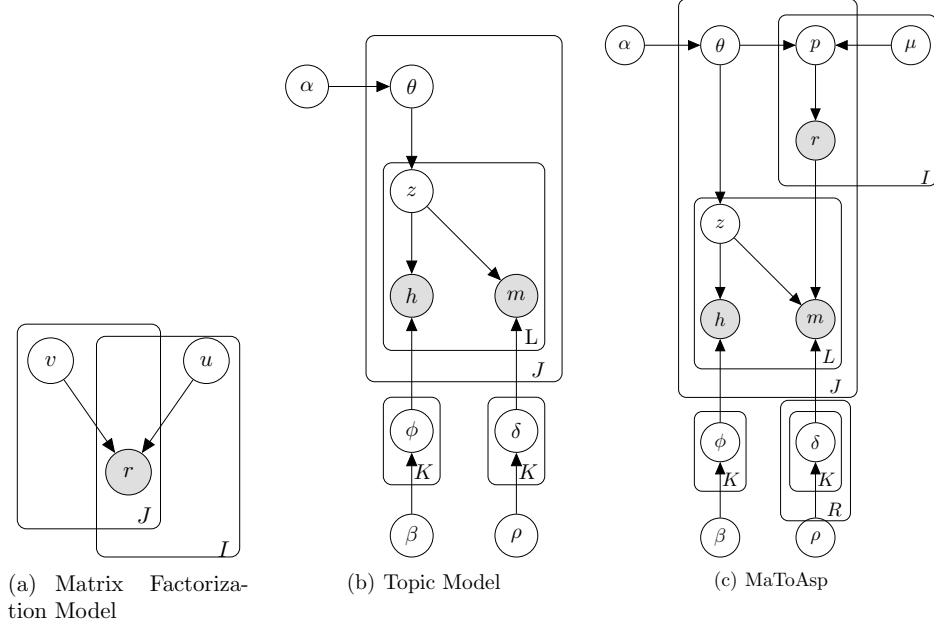 v
u
r
J
I
(a) Matrix Factoriza-
tion Model
α
θ
z
h
m
L
J
ϕ
δ
K
K
β
ρ
(b) Topic Model
α
θ
p
μ
r
I
z
h
m
L
J
ϕ
δ
K
K
R
β
ρ
(c) MaToAsp